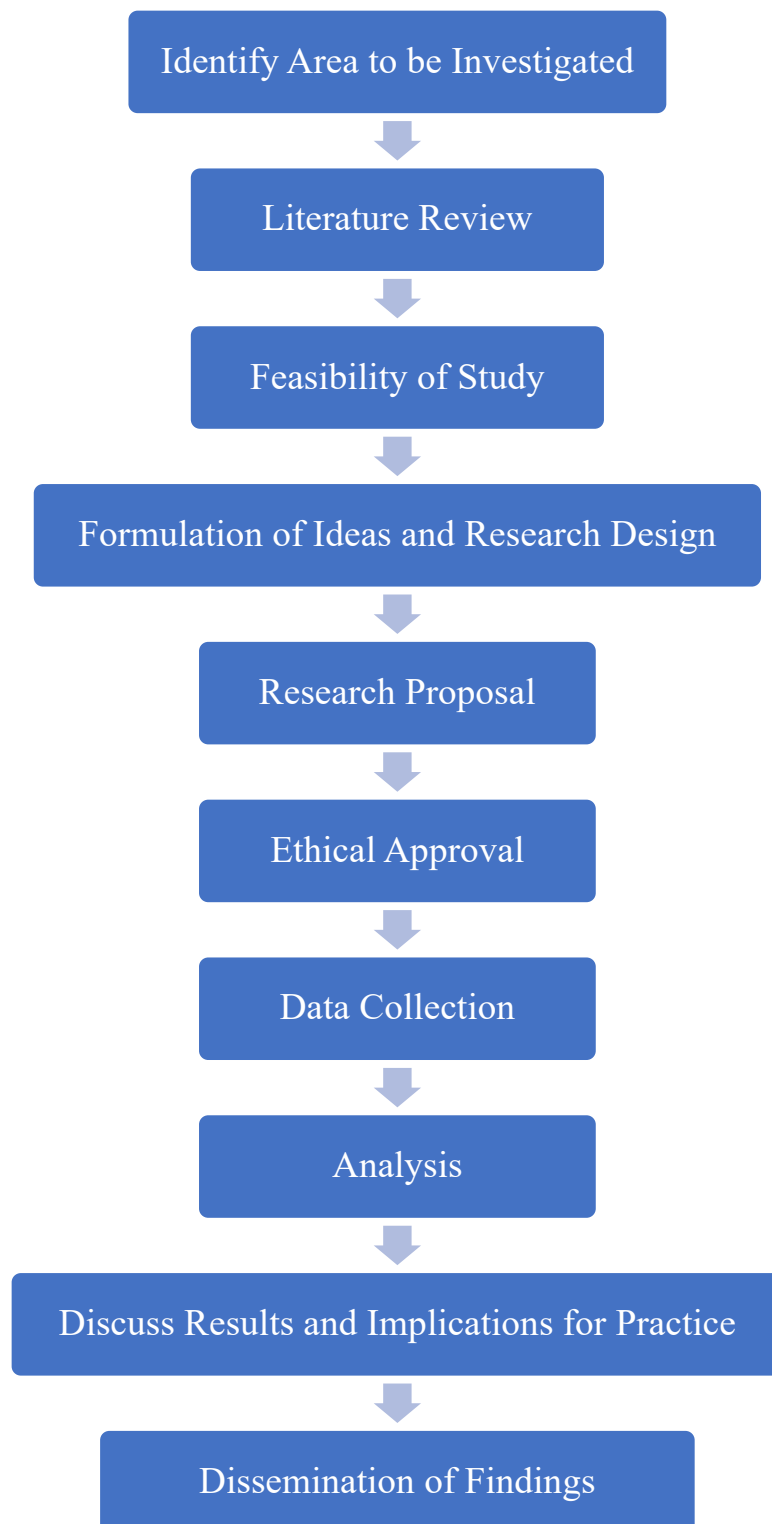 Identify Area to be Investigated
Literature Review
Feasibility of Study
Formulation of Ideas and Research Design
Research Proposal
Ethical Approval
Data Collection
Analysis
Discuss Results and Implications for Practice
Dissemination of Findings